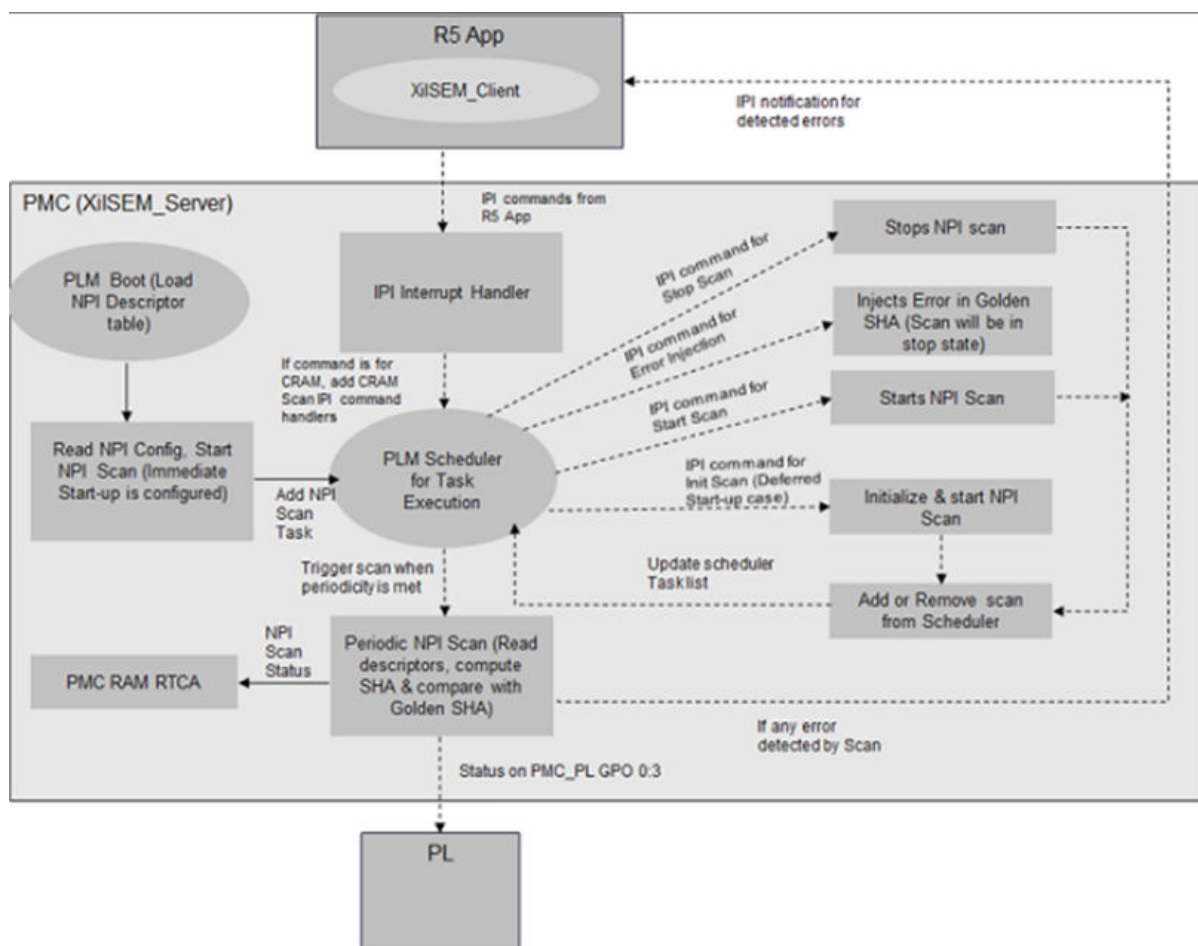 R5 App
XilSEM_Client
IPI notification for
detected errors
PMC (XilSEM_Server)
IPI commands from
R5 App
PLM Boot (Load
NPI Descriptor
table)
IPI Interrupt Handler
IPI command for
Stop Scan
Stops NPI scan
Injects Error in Golden
SHA (Scan will be in
stop state)
IPI command for
Error Injection
If command is for
CRAM, add CRAM
Scan IPI command
handlers
IPI command for
Start Scan
Starts NPI Scan
Read NPI Config, Start
NPI Scan (Immediate
Start-up is configured)
Add NPI
Scan
Task
PLM Scheduler
for Task
Execution
IPI command for
Init Scan (Deferred
Start-up case)
Initialize & start NPI
Scan
Trigger scan when
periodicity is met
Update scheduler
Task list
Add or Remove scan
from Scheduler
NPI
Scan
Status
PMC RAM RTCA
Periodic NPI Scan (Read
descriptors, compute
SHA & compare with
Golden SHA)
If any error
detected by Scan
Status on PMC_PL GPO 0:3
PL